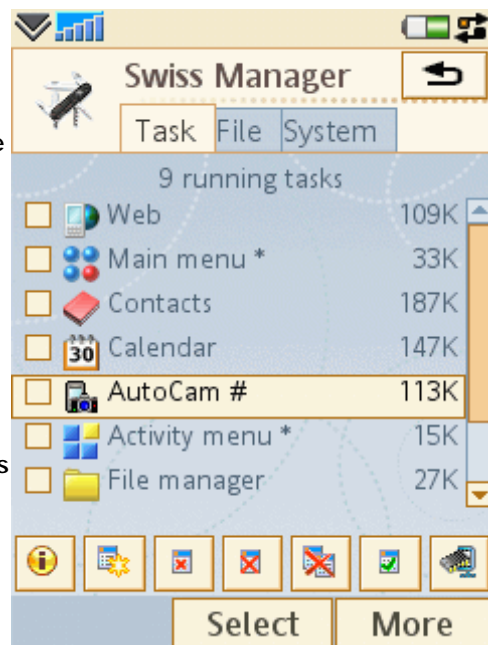 Swiss Manager
Task File System
9 running tasks
Web 109K
Main menu * 33K
Contacts 187K
30 Calendar 147K
AutoCam # 113K
Activity menu * 15K
File manager 27K
Select More
e
s